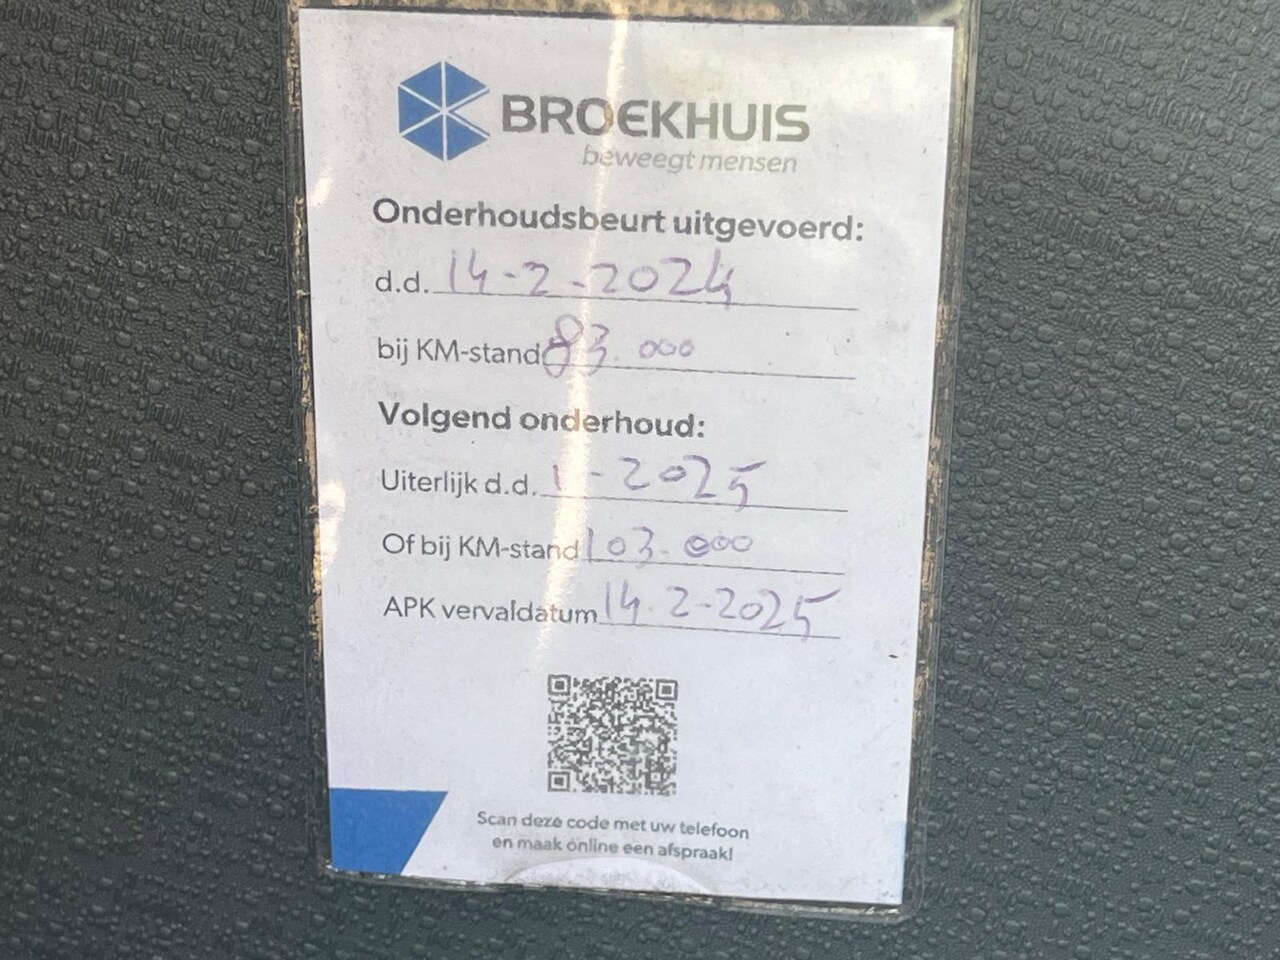 BROEKHUIS
beweegt mensen
Onderhoudsbeurt uitgevoerd:
d.d. 14-2-2024
bij KM-stand 83.000
Volgend onderhoud:
Uiterlijk d.d. -2025
Of bij KM-stand 103.000
APK vervaldatum 14.2-2025
Scan deze code met uw telefoon
en maak online een afspraak!